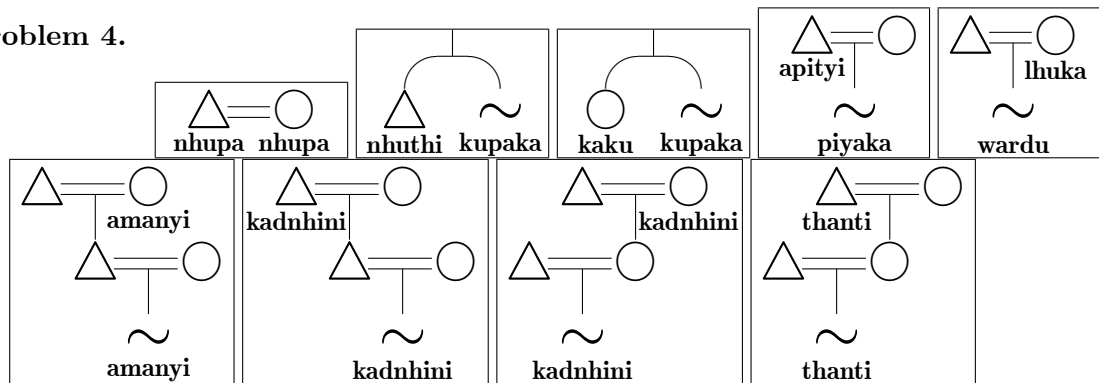 roblem 4.
apityi lhuka
nhupa nhupa nhuthi kupaka kaku kupaka piyaka wardu
amanyi kadnhini kadnhini thanti
amanyi kadnhini kadnhini thanti